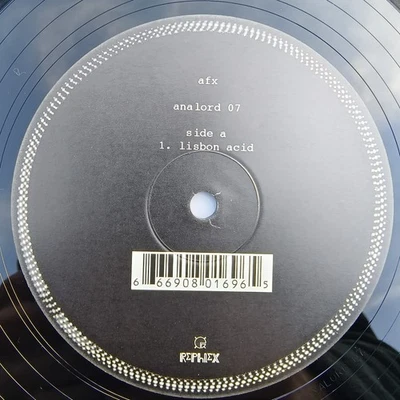 afx
analord 07
side a
1. lisbon acid
6 66908 01696 5
REPHLEX